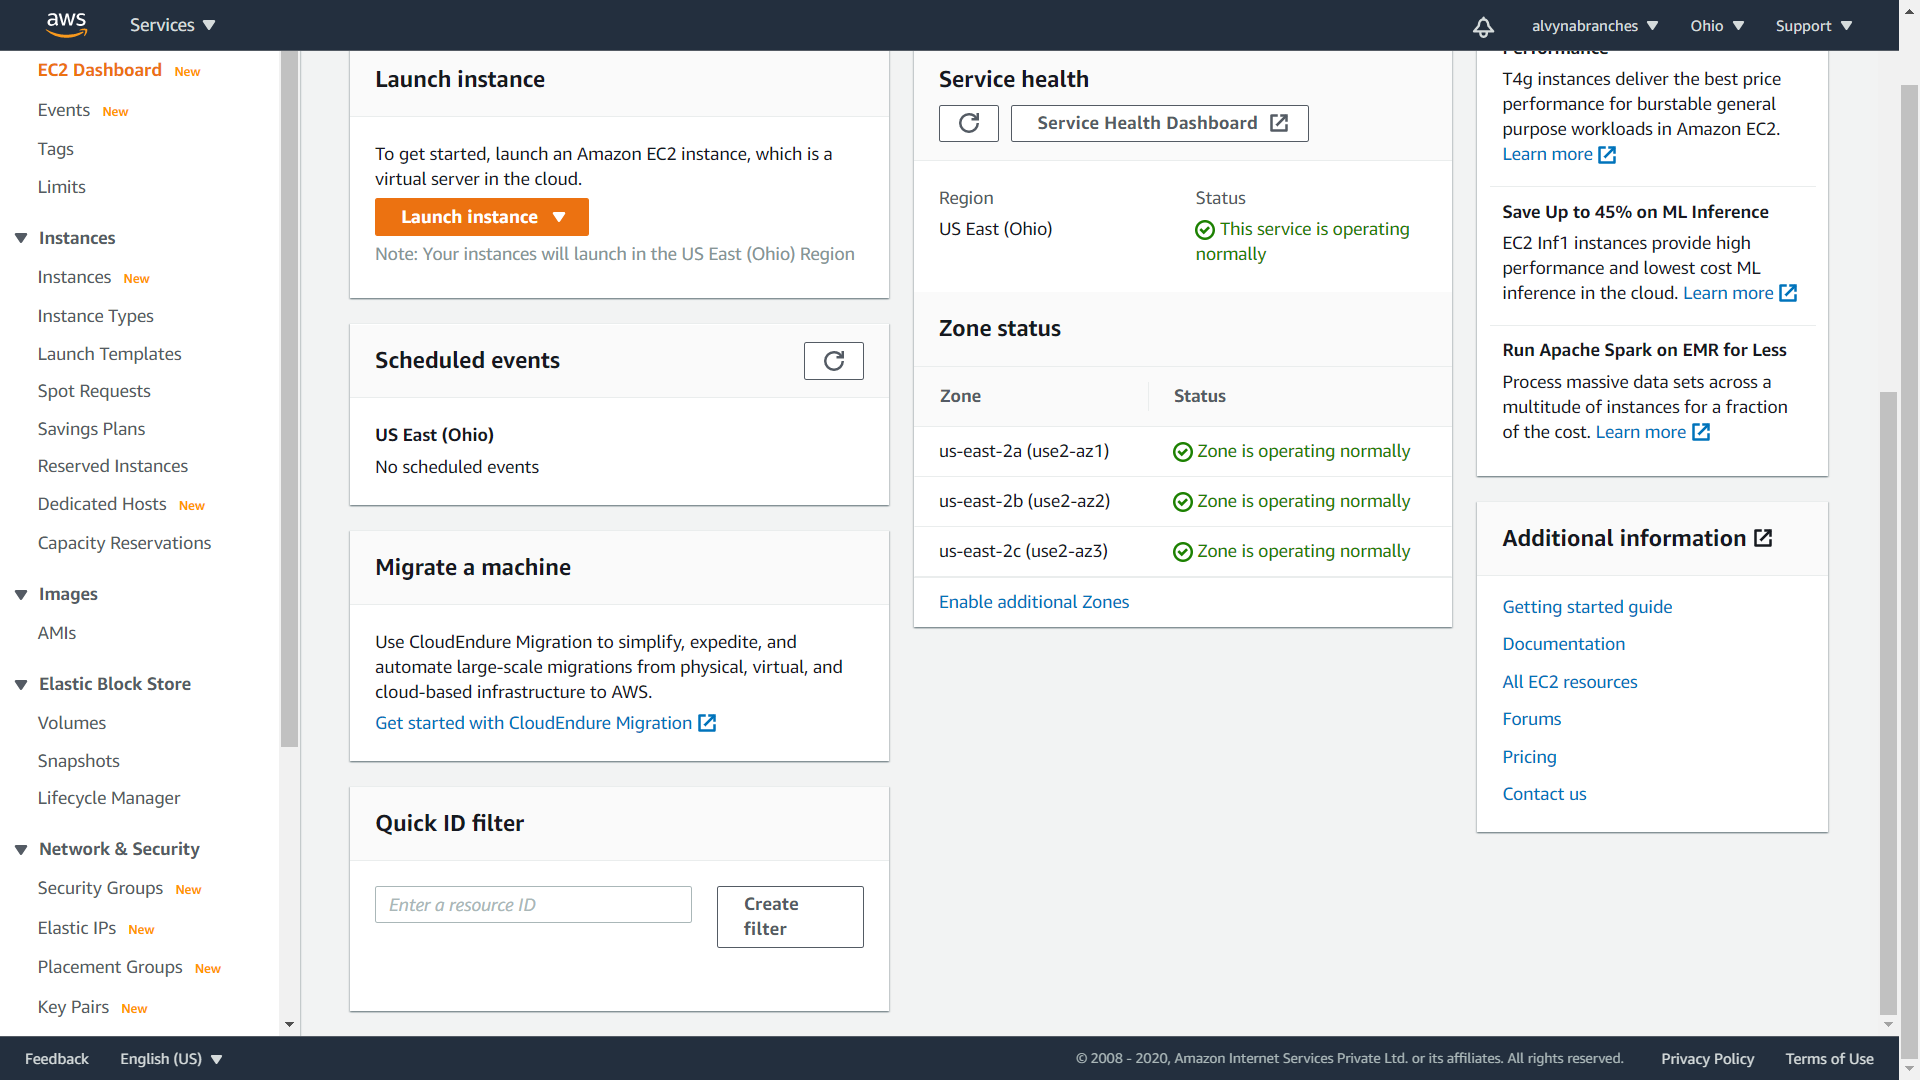 aws
Services
alvynabranches
Ohio
Support
EC2 Dashboard New
Events New
Tags
Limits
Instances
Instances New
Instance Types
Launch Templates
Spot Requests
Savings Plans
Reserved Instances
Dedicated Hosts New
Capacity Reservations
Images
AMIs
Elastic Block Store
Volumes
Snapshots
Lifecycle Manager
Network & Security
Security Groups New
Elastic IPs New
Placement Groups New
Key Pairs New
Launch instance
To get started, launch an Amazon EC2 instance, which is a
virtual server in the cloud.
Launch instance
Note: Your instances will launch in the US East (Ohio) Region
Scheduled events
US East (Ohio)
No scheduled events
Migrate a machine
Use CloudEndure Migration to simplify, expedite, and
automate large-scale migrations from physical, virtual, and
cloud-based infrastructure to AWS.
Get started with CloudEndure Migration
Quick ID filter
Enter a resource ID
Create
filter
Service health
Service Health Dashboard
Region
Status
US East (Ohio)
This service is operating
normally
Zone status
Zone
Status
us-east-2a (use2-az1)
Zone is operating normally
us-east-2b (use2-az2)
Zone is operating normally
us-east-2c (use2-az3)
Zone is operating normally
Enable additional Zones
Performance
T4g instances deliver the best price
performance for burstable general
purpose workloads in Amazon EC2.
Learn more
Save Up to 45% on ML Inference
EC2 Inf1 instances provide high
performance and lowest cost ML
inference in the cloud. Learn more
Run Apache Spark on EMR for Less
Process massive data sets across a
multitude of instances for a fraction
of the cost. Learn more
Additional information
Getting started guide
Documentation
All EC2 resources
Forums
Pricing
Contact us
Feedback
English (US)
© 2008 - 2020, Amazon Internet Services Private Ltd. or its affiliates. All rights reserved.
Privacy Policy
Terms of Use